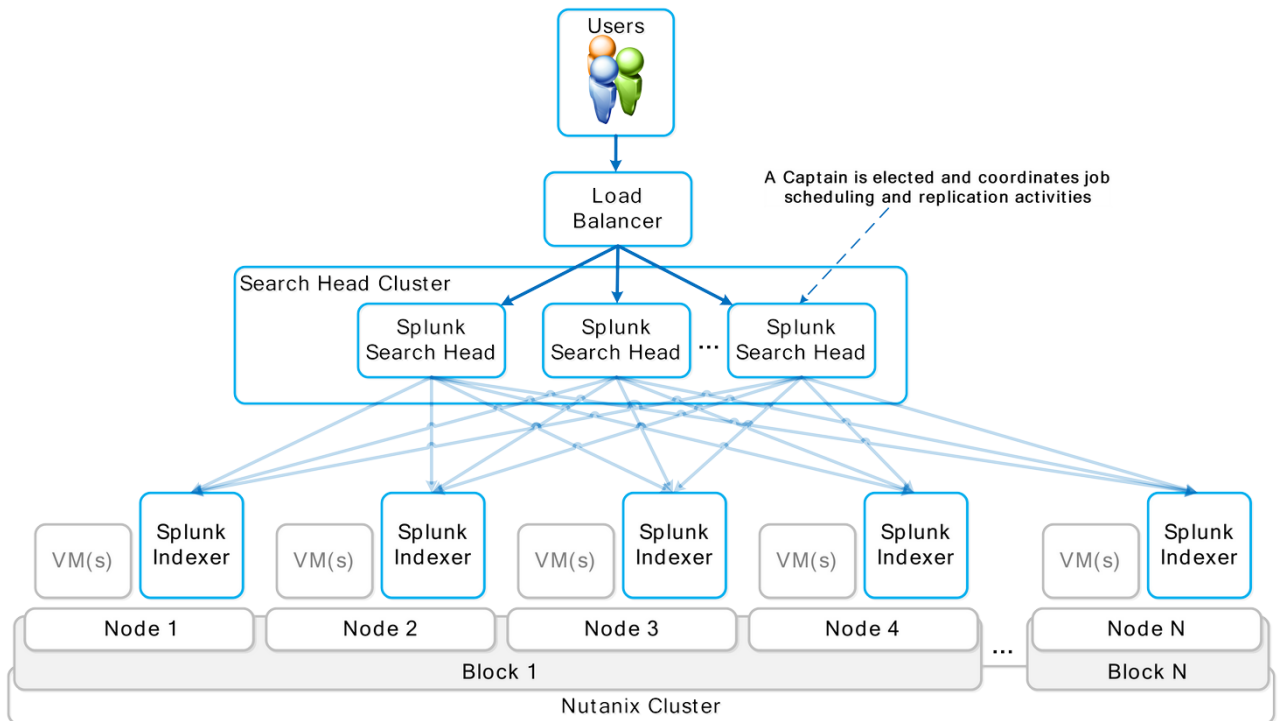 Users
Load
Balancer
A Captain is elected and coordinates job
scheduling and replication activities
Search Head Cluster
Splunk
Search Head
Splunk
Search Head
...
Splunk
Search Head
VM(s)
Splunk
Indexer
VM(s)
Splunk
Indexer
VM(s)
Splunk
Indexer
VM(s)
Splunk
Indexer
VM(s)
Splunk
Indexer
Node 1
Node 2
Node 3
Node 4
...
Node N
Block 1
Block N
Nutanix Cluster